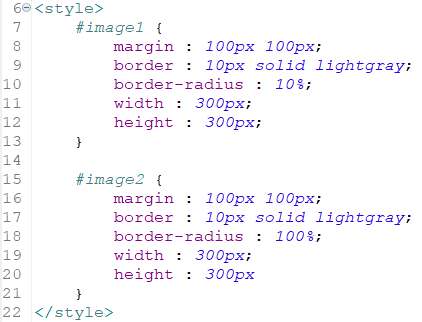 6 <style>
7 #image1 {
8 margin : 100px 100px;
9 border : 10px solid lightgray;
10 border-radius : 10%;
11 width : 300px;
12 height : 300px;
13 }
14
15 #image2 {
16 margin : 100px 100px;
17 border : 10px solid lightgray;
18 border-radius : 100%;
19 width : 300px;
20 height : 300px
21 }
22 </style>